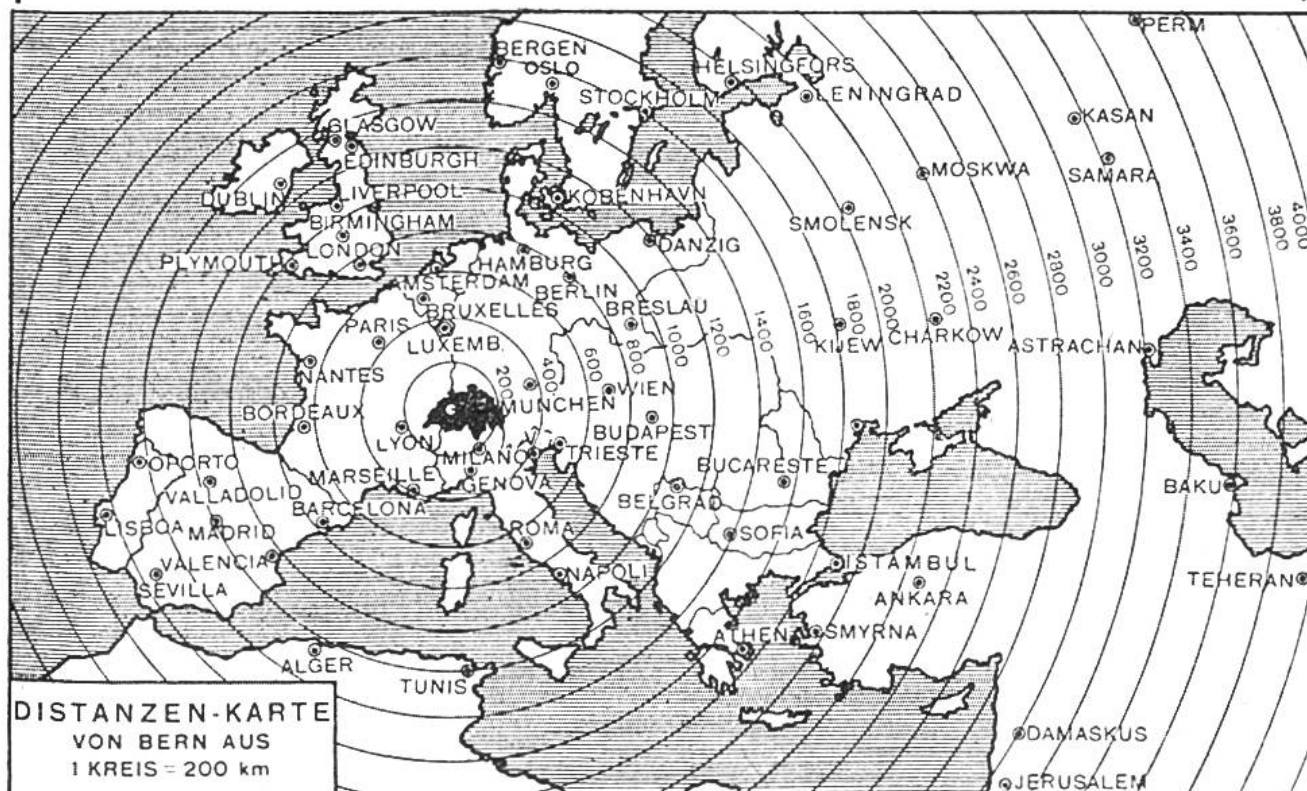 PERM
BERGEN
OSLO
HELSINGFORS
STOCKHOLM
LENINGRAD
KASAN
GLASGOW
EDINBURGH
MOSKWA
SAMARA
DUBLIN
LIVERPOOL
KOBENHAVN
SMOLENSK
BIRMINGHAM
LONDON
DANZIG
PLYMOUTH
HAMBURG
AMSTERDAM
BERLIN
BRUXELLES
BRESLAU
PARIS
LUXEMB.
KIJEW
CHARKOW
ASTRACHAN
200
400
600
800
1000
1200
1400
1600
1800
2000
2200
2400
2600
2800
3000
3200
3400
3600
3800
4000
NANTES
WIEN
MÜNCHEN
BORDEAUX
LYON
BUDAPEST
TRIESTE
MILANO
OPORTO
MARSEILLE
GENOVA
BUCARESTE
VALLADOLID
BELGRAD
BAKU
LISBOA
MADRID
BARCELONA
ROMA
SOFIA
VALENCIA
ISTAMBUL
SEVILLA
NAPOLI
ANKARA
TEHERAN
ATHEN
SMYRNA
ALGER
TUNIS
DISTANZEN-KARTE
VON BERN AUS
1 KREIS = 200 km
DAMASKUS
JERUSALEM